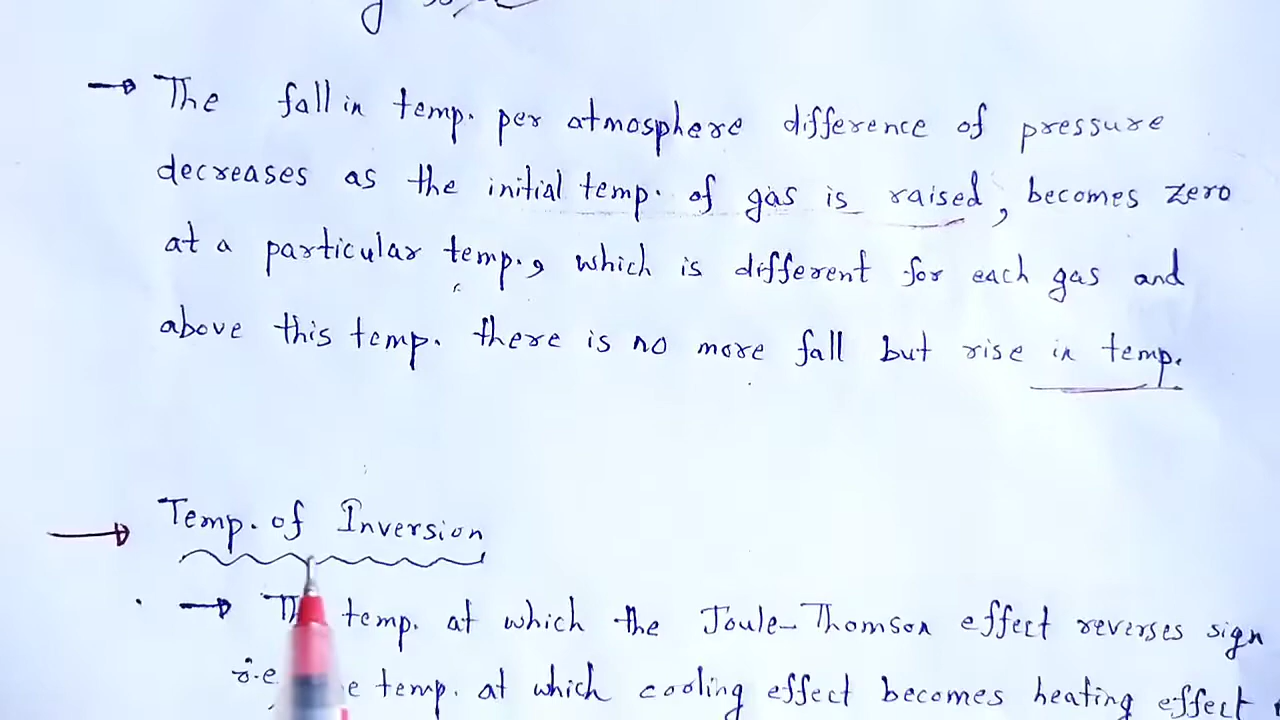 → The fall in temp. per atmosphere difference of pressure
decreases as the initial temp. of gas is raised, becomes zero
at a particular temp., which is different for each gas and
above this temp. there is no more fall but rise in temp.
→ Temp. of Inversion
→ temp. at which the Joule-Thomson effect reverses sign
i.e. temp. at which cooling effect becomes heating effect